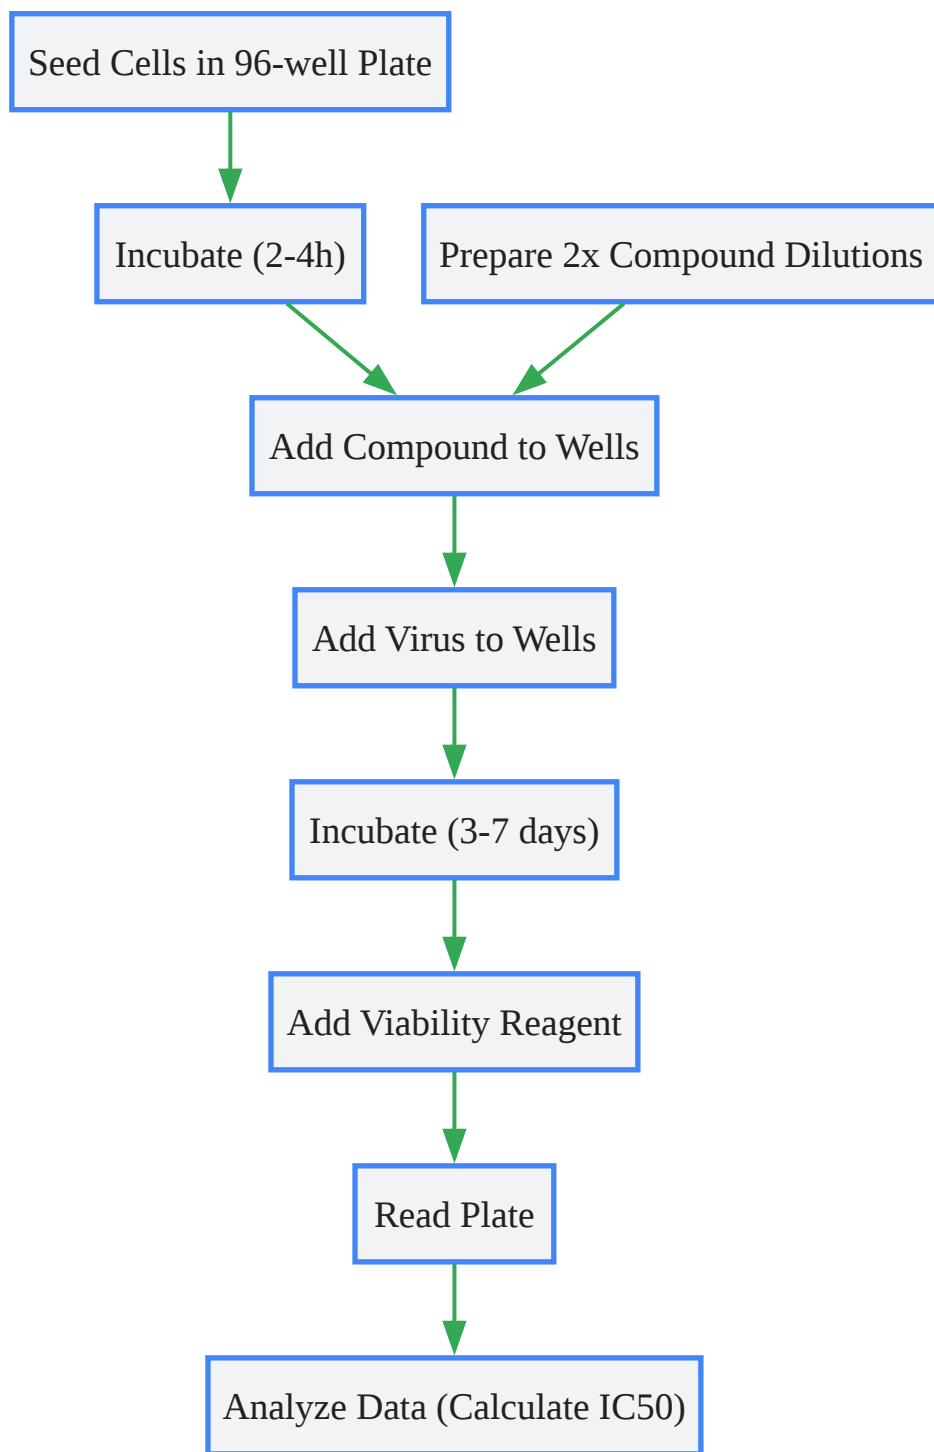 Seed Cells in 96-well Plate
Incubate (2-4h)
Prepare 2x Compound Dilutions
Add Compound to Wells
Add Virus to Wells
Incubate (3-7 days)
Add Viability Reagent
Read Plate
Analyze Data (Calculate IC50)